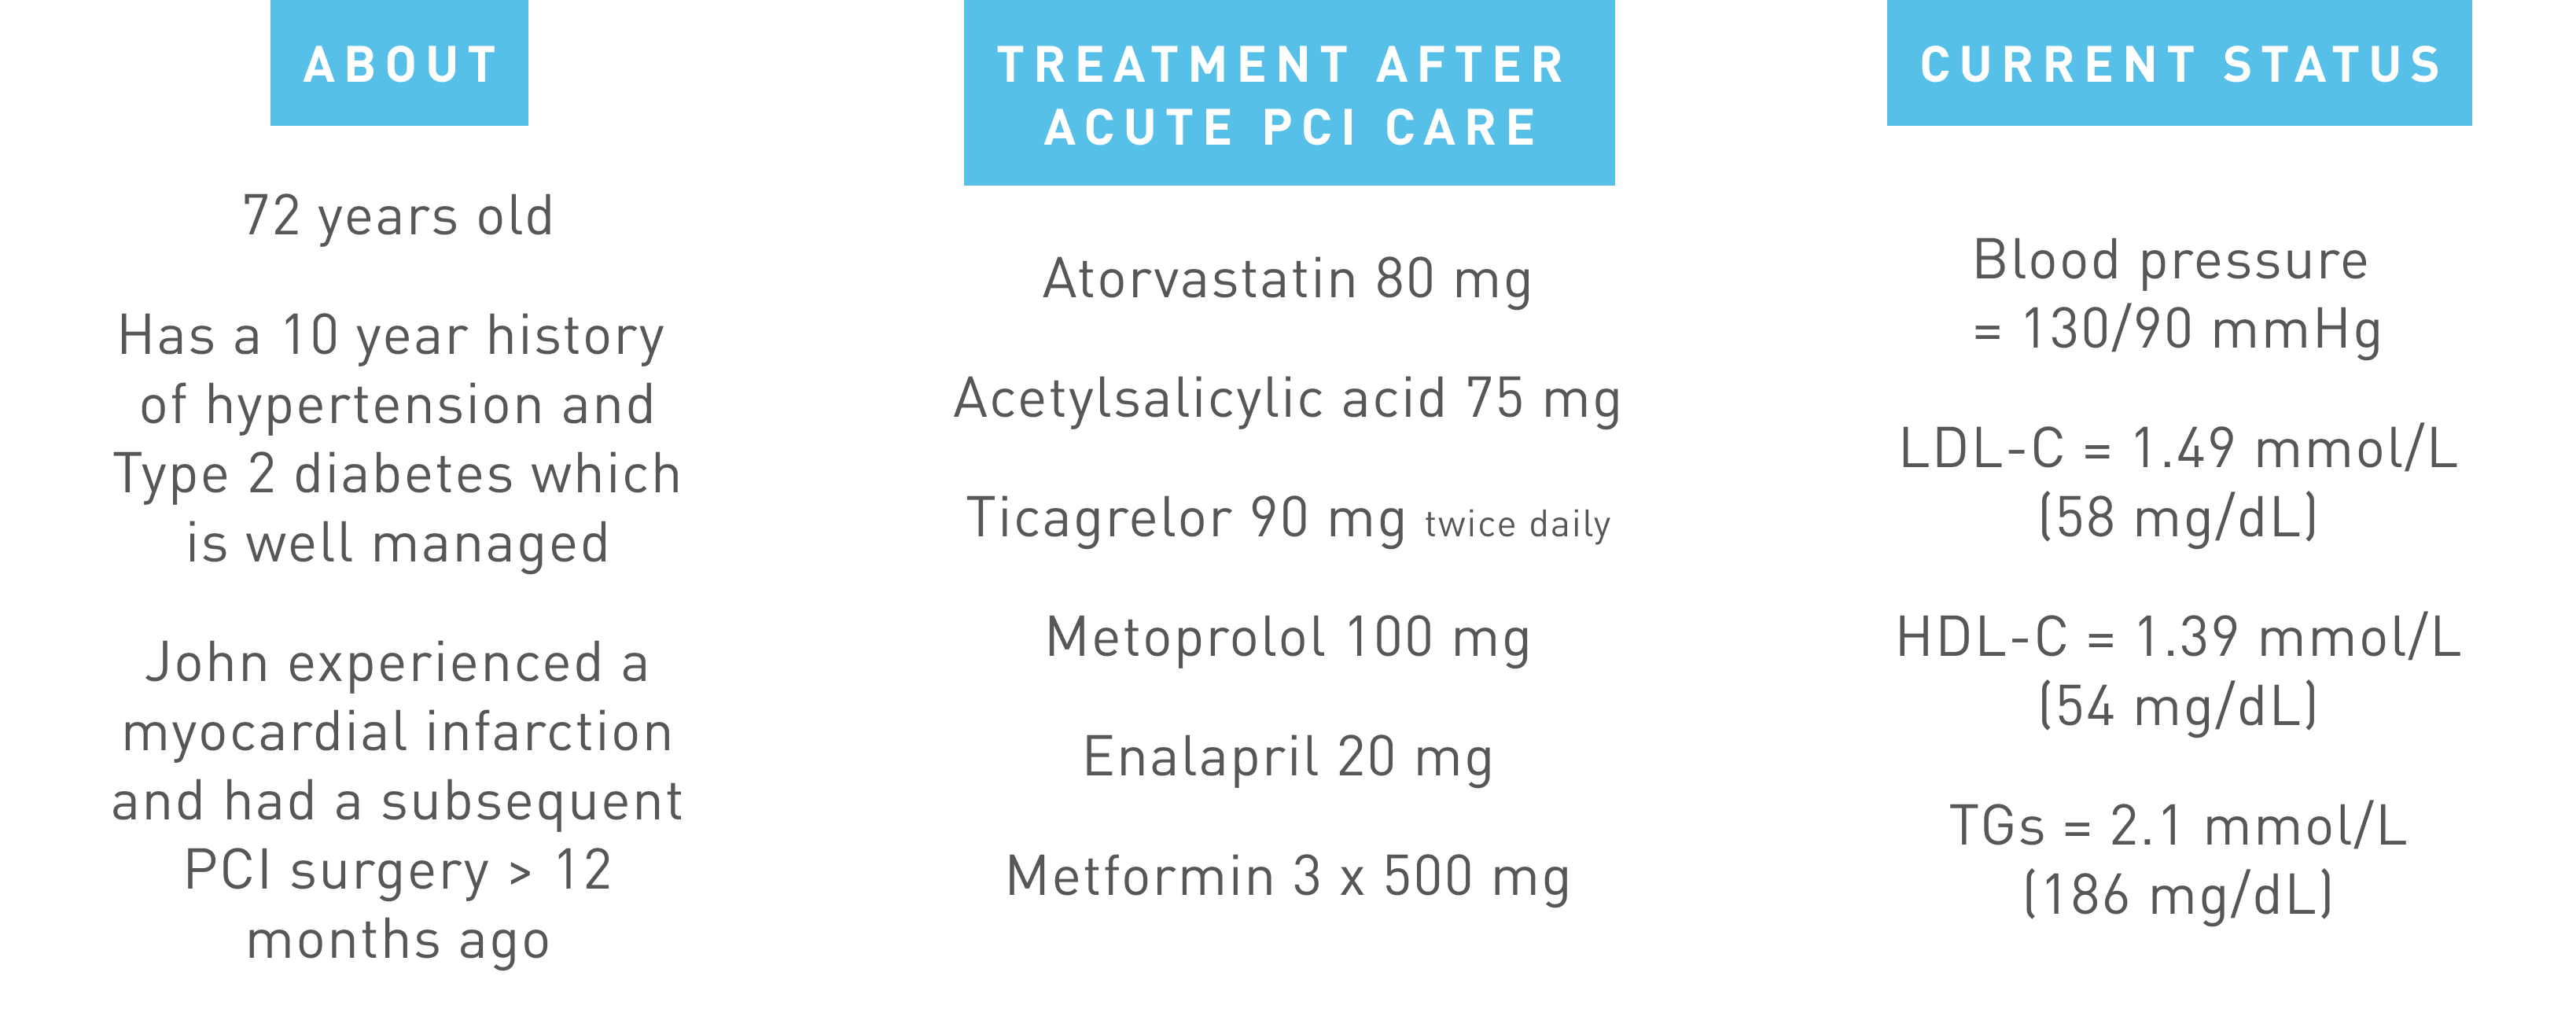 ABOUT
72 years old
Has a 10 year history
of hypertension and
Type 2 diabetes which
is well managed
John experienced a
myocardial infarction
and had a subsequent
PCI surgery > 12
months ago
TREATMENT AFTER
ACUTE PCI CARE
Atorvastatin 80 mg
Acetylsalicylic acid 75 mg
Ticagrelor 90 mg twice daily
Metoprolol 100 mg
Enalapril 20 mg
Metformin 3 x 500 mg
CURRENT STATUS
Blood pressure
= 130/90 mmHg
LDL-C = 1.49 mmol/L
(58 mg/dL)
HDL-C = 1.39 mmol/L
(54 mg/dL)
TGs = 2.1 mmol/L
(186 mg/dL)